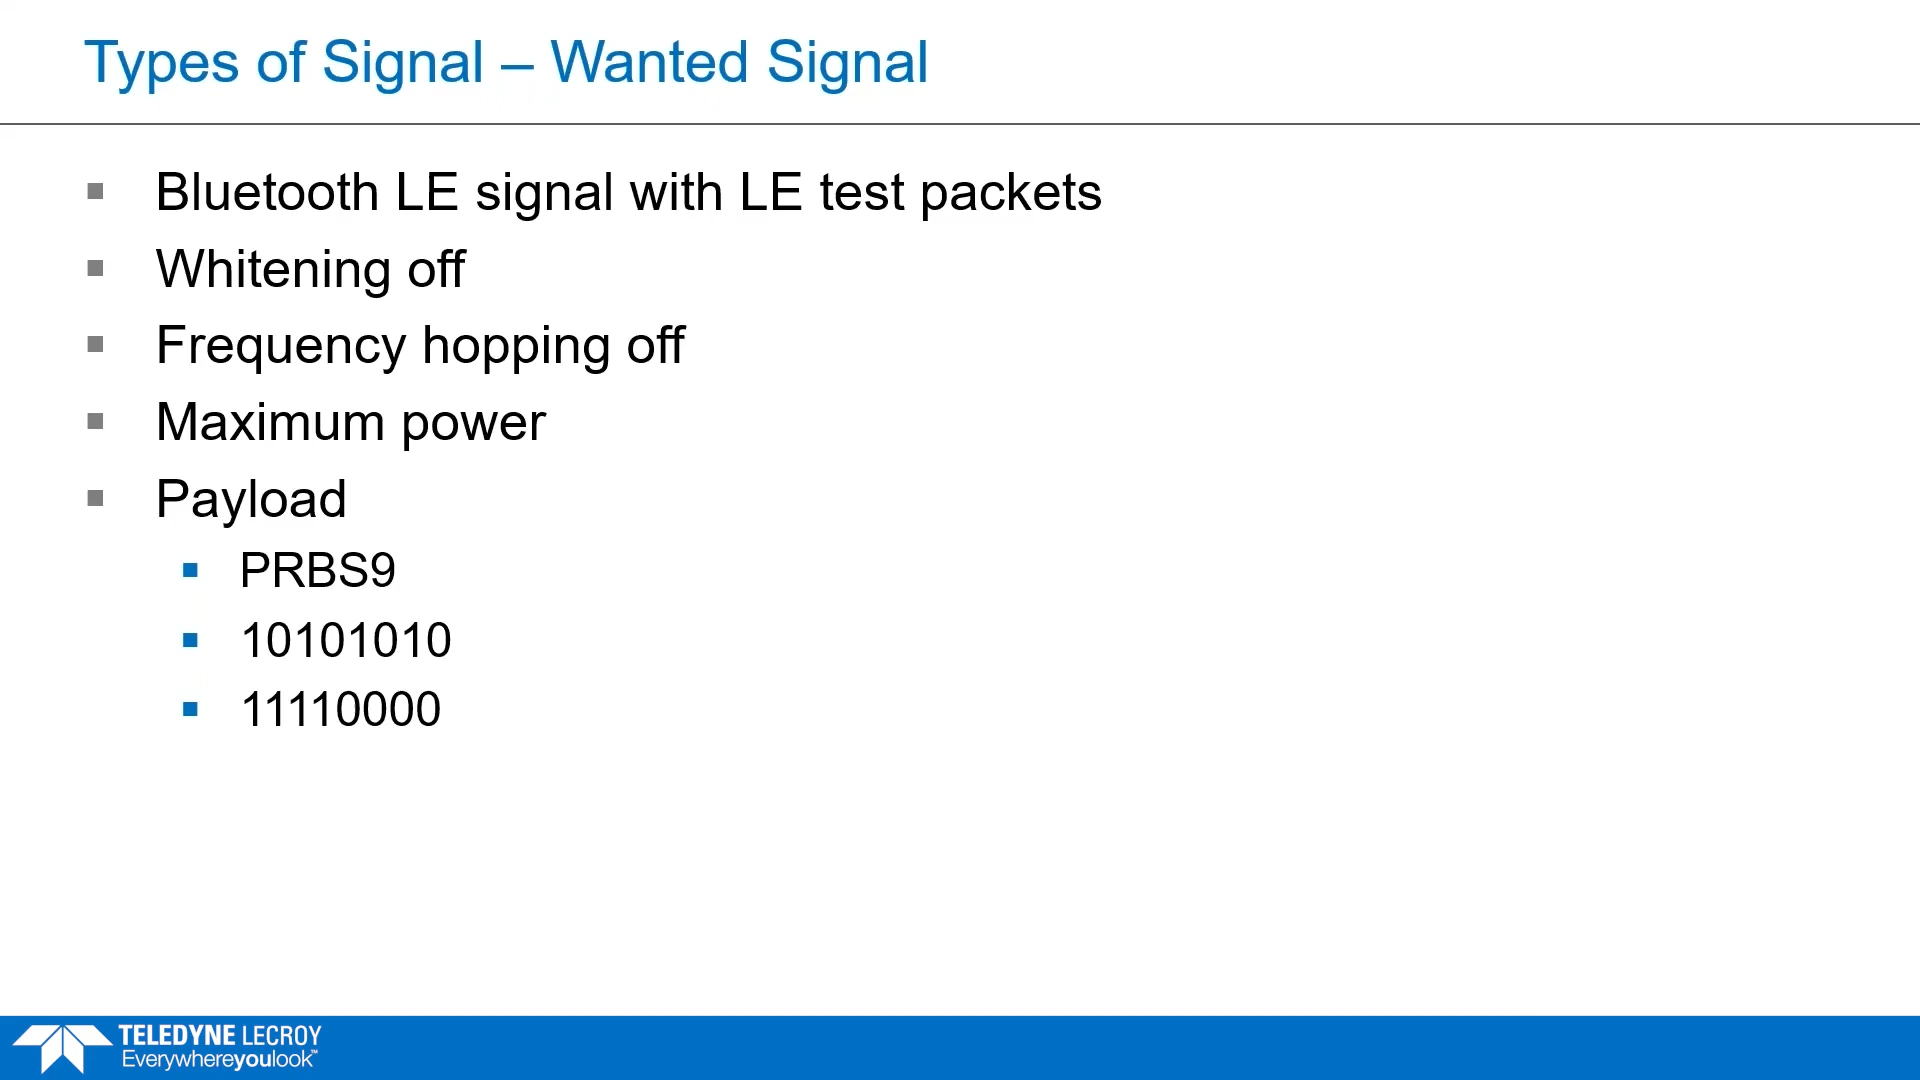 Types of Signal – Wanted Signal
Bluetooth LE signal with LE test packets
Whitening off
Frequency hopping off
Maximum power
Payload
PRBS9
10101010
11110000
TELEDYNE LECROY
Everywhereyoulook™